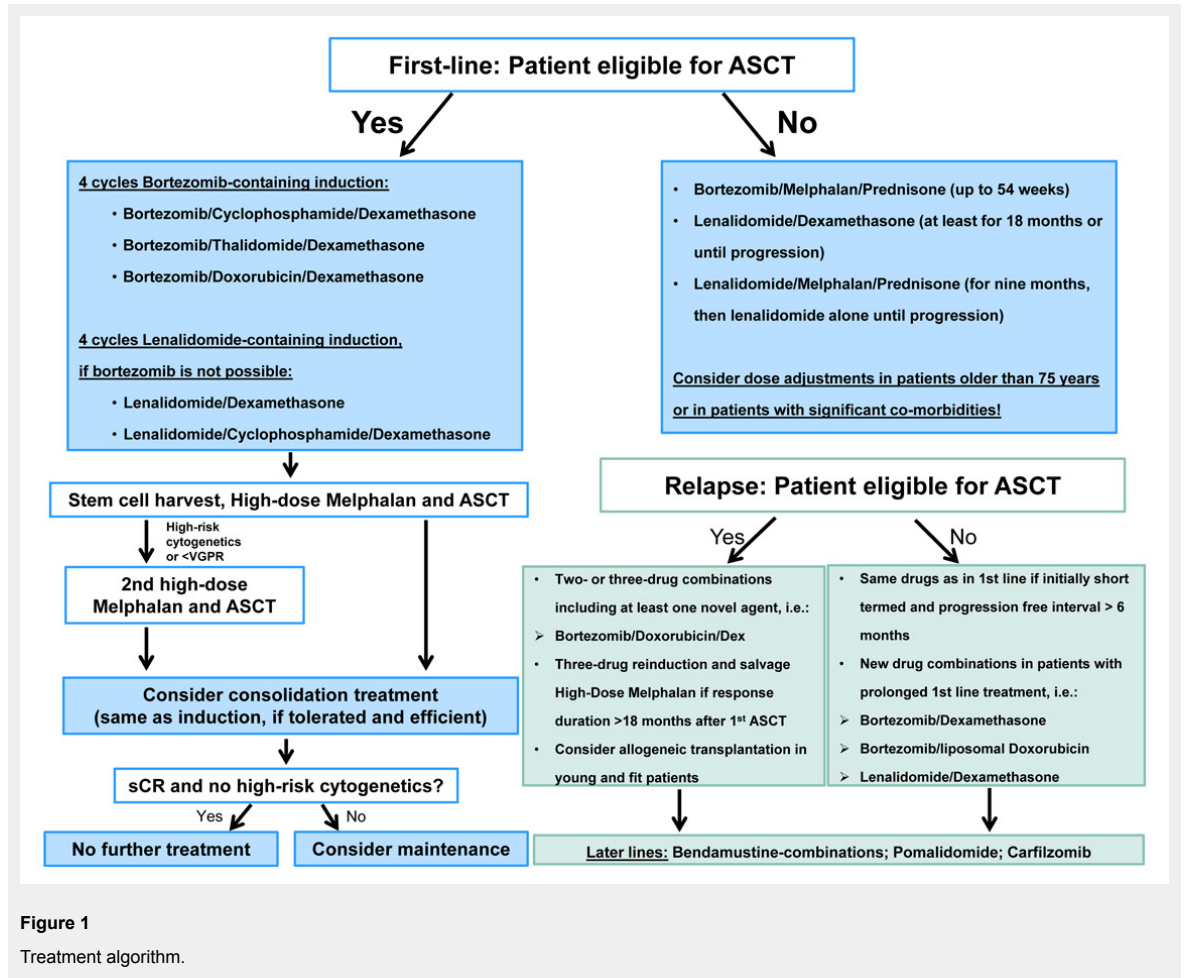 First-line: Patient eligible for ASCT
Yes
No
4 cycles Bortezomib-containing induction:
• Bortezomib/Cyclophosphamide/Dexamethasone
• Bortezomib/Thalidomide/Dexamethasone
• Bortezomib/Doxorubicin/Dexamethasone
4 cycles Lenalidomide-containing induction,
if bortezomib is not possible:
• Lenalidomide/Dexamethasone
• Lenalidomide/Cyclophosphamide/Dexamethasone
• Bortezomib/Melphalan/Prednisone (up to 54 weeks)
• Lenalidomide/Dexamethasone (at least for 18 months or
until progression)
• Lenalidomide/Melphalan/Prednisone (for nine months,
then lenalidomide alone until progression)
Consider dose adjustments in patients older than 75 years
or in patients with significant co-morbidities!
Stem cell harvest, High-dose Melphalan and ASCT
High-risk
cytogenetics
or <VGPR
2nd high-dose
Melphalan and ASCT
Consider consolidation treatment
(same as induction, if tolerated and efficient)
sCR and no high-risk cytogenetics?
Yes
No
No further treatment
Consider maintenance
Relapse: Patient eligible for ASCT
Yes
No
• Two- or three-drug combinations
including at least one novel agent, i.e.:
➢ Bortezomib/Doxorubicin/Dex
• Three-drug reinduction and salvage
High-Dose Melphalan if response
duration >18 months after 1st ASCT
• Consider allogeneic transplantation in
young and fit patients
• Same drugs as in 1st line if initially short
termed and progression free interval > 6
months
• New drug combinations in patients with
prolonged 1st line treatment, i.e.:
➢ Bortezomib/Dexamethasone
➢ Bortezomib/liposomal Doxorubicin
➢ Lenalidomide/Dexamethasone
Later lines: Bendamustine-combinations; Pomalidomide; Carfilzomib
Figure 1
Treatment algorithm.